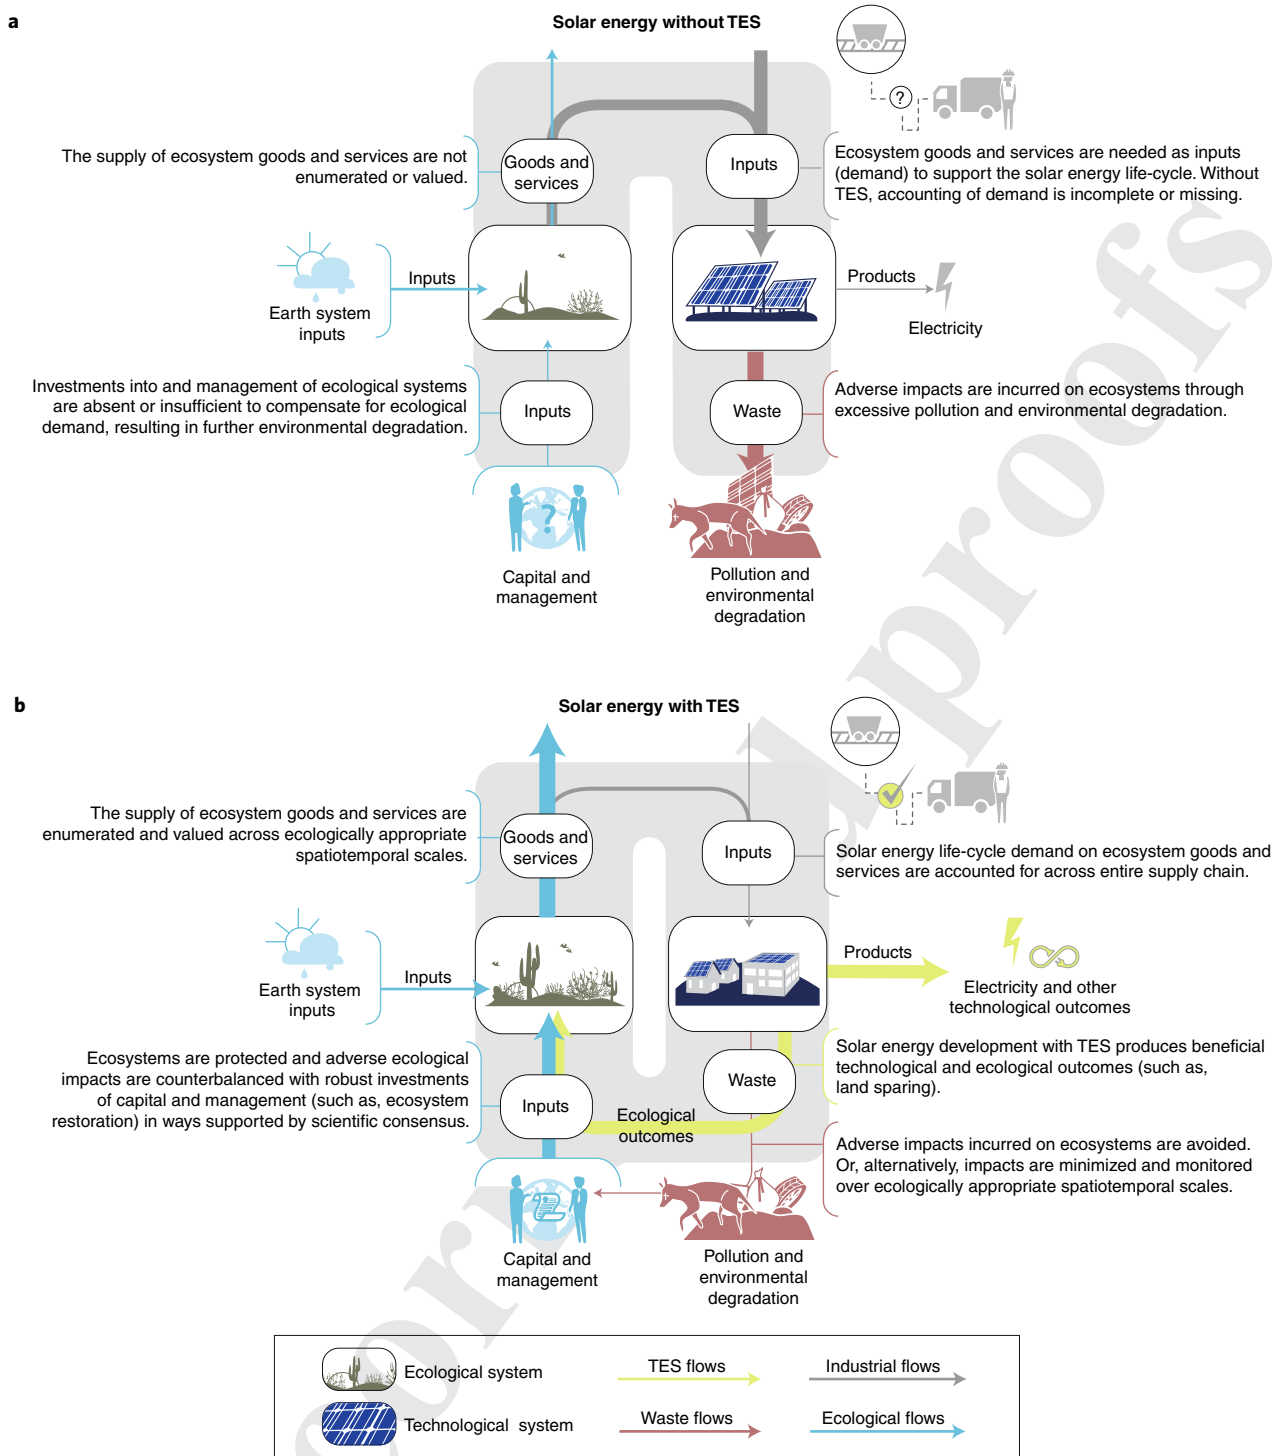 a
Solar energy without TES
?
The supply of ecosystem goods and services are not
enumerated or valued.
Goods and
services
Inputs
Ecosystem goods and services are needed as inputs
(demand) to support the solar energy life-cycle. Without
TES, accounting of demand is incomplete or missing.
Earth system
inputs
Inputs
Products
Electricity
Investments into and management of ecological systems
are absent or insufficient to compensate for ecological
demand, resulting in further environmental degradation.
Inputs
Waste
Adverse impacts are incurred on ecosystems through
excessive pollution and environmental degradation.
?
Capital and
management
Pollution and
environmental
degradation
b
Solar energy with TES
The supply of ecosystem goods and services are
enumerated and valued across ecologically appropriate
spatiotemporal scales.
Goods and
services
Inputs
Solar energy life-cycle demand on ecosystem goods and
services are accounted for across entire supply chain.
Earth system
inputs
Inputs
Products
Electricity and other
technological outcomes
Ecosystems are protected and adverse ecological
impacts are counterbalanced with robust investments
of capital and management (such as, ecosystem
restoration) in ways supported by scientific consensus.
Inputs
Ecological
outcomes
Waste
Solar energy development with TES produces beneficial
technological and ecological outcomes (such as,
land sparing).
Adverse impacts incurred on ecosystems are avoided.
Or, alternatively, impacts are minimized and monitored
over ecologically appropriate spatiotemporal scales.
Capital and
management
Pollution and
environmental
degradation
Ecological system
TES flows
Industrial flows
Technological system
Waste flows
Ecological flows
proofs